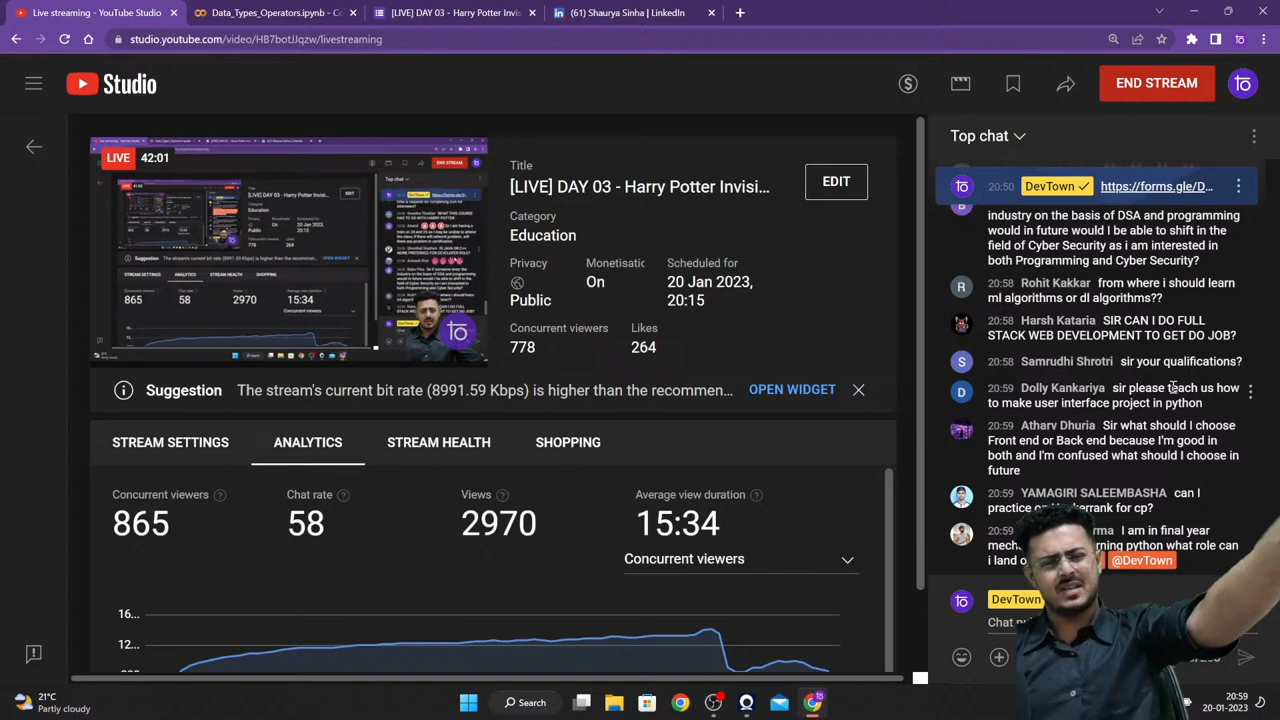 Live streaming - YouTube Studio
Data_Types_Operators.ipynb - Co
[LIVE] DAY 03 - Harry Potter Invis
(61) Shaurya Sinha | LinkedIn
studio.youtube.com/video/HB7botJJqzw/livestreaming
Studio
END STREAM
LIVE 42:01
Title
[LIVE] DAY 03 - Harry Potter Invisi...
EDIT
Category
Education
Privacy
Public
Monetisatic
On
Scheduled for
20 Jan 2023,
20:15
Concurrent viewers
778
Likes
264
Suggestion The stream's current bit rate (8991.59 Kbps) is higher than the recommen...
OPEN WIDGET
STREAM SETTINGS
ANALYTICS
STREAM HEALTH
SHOPPING
Concurrent viewers
865
Chat rate
58
Views
2970
Average view duration
15:34
Concurrent viewers
16...
12...
Top chat
20:50 DevTown https://forms.gle/D...
industry on the basis of DSA and programming
would in future would I be able to shift in the
field of Cyber Security as i am interested in
both Programming and Cyber Security?
20:58 Rohit Kakkar from where i should learn
ml algorithms or dl algorithms??
20:58 Harsh Kataria SIR CAN I DO FULL
STACK WEB DEVELOPMENT TO GET DO JOB?
20:58 Samrudhi Shrotri sir your qualifications?
20:59 Dolly Kankariya sir please teach us how
to make user interface project in python
20:59 Atharv Dhuria Sir what should I choose
Front end or Back end because I'm good in
both and I'm confused what should I choose in
future
20:59 YAMAGIRI SALEEMBASHA can I
practice for cp?
20:59 I am in final year
python what role can
i land @DevTown
DevTown
21°C
Partly cloudy
Search
20:59
20-01-2023